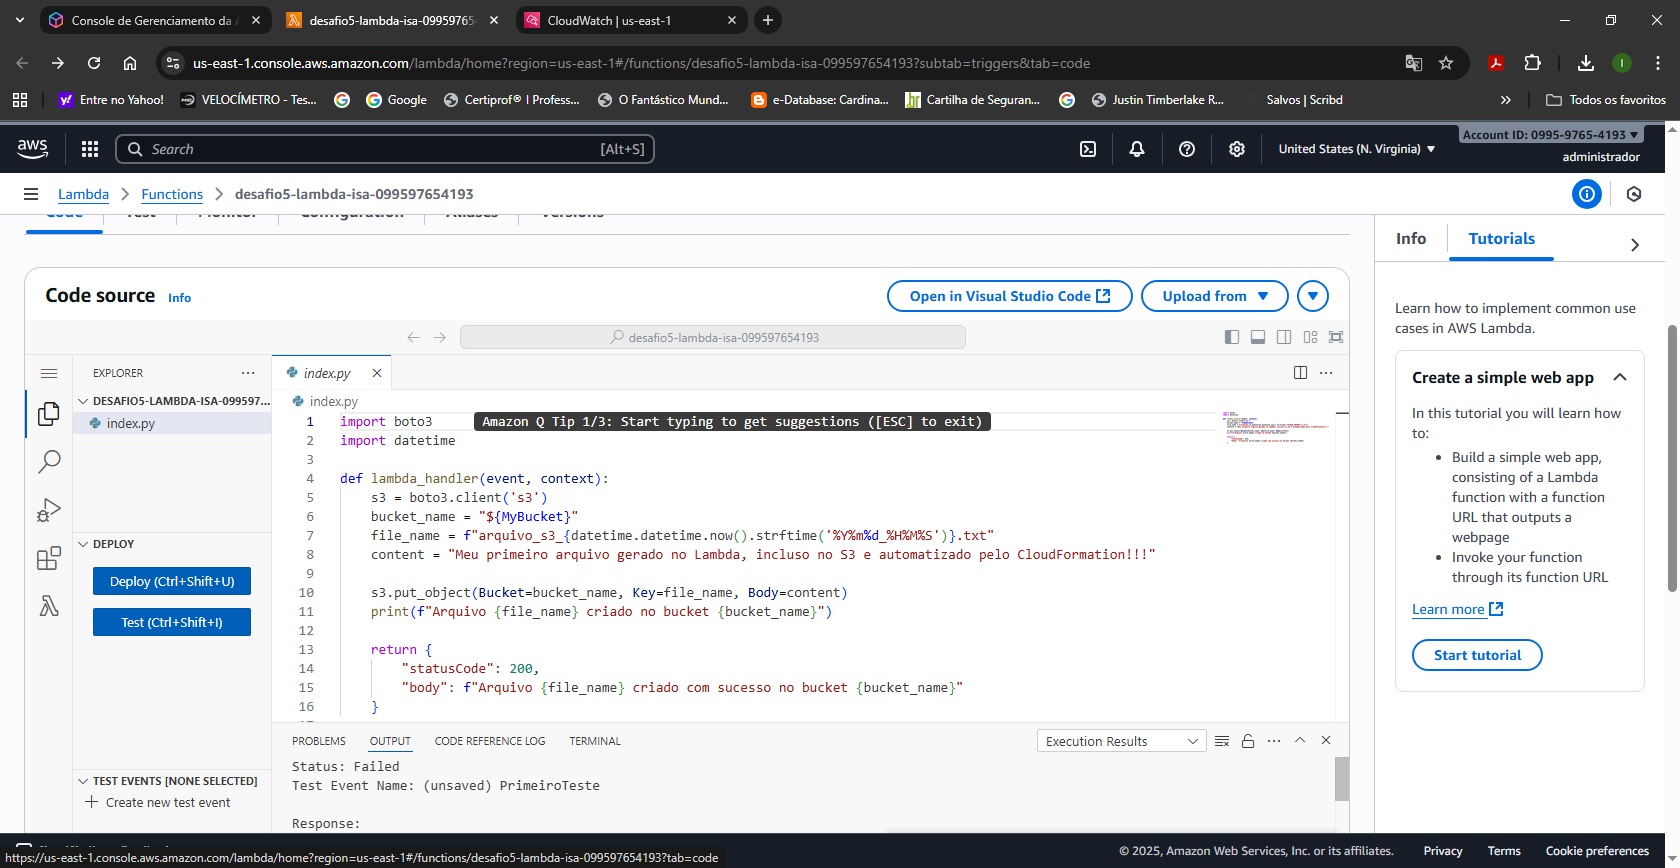 Console de Gerenciamento da A
desafio5-lambda-isa-09959765
CloudWatch | us-east-1
us-east-1.console.aws.amazon.com/lambda/home?region=us-east-1#/functions/desafio5-lambda-isa-099597654193?subtab=triggers&tab=code
Entre no Yahoo!
VELOCÍMETRO - Tes...
Google
Certiprof® I Profess...
O Fantástico Mund...
e-Database: Cardina...
Cartilha de Seguran...
Justin Timberlake R...
Salvos | Scribd
»
Todos os favoritos
aws
Search
[Alt+S]
United States (N. Virginia)
Account ID: 0995-9765-4193
administrador
Lambda > Functions > desafio5-lambda-isa-099597654193
Code
Test
Monitor
Configuration
Aliases
Versions
Info
Tutorials
Code source Info
Open in Visual Studio Code
Upload from
desafio5-lambda-isa-099597654193
EXPLORER
index.py
DESAFIO5-LAMBDA-ISA-099597...
index.py
index.py
1 import boto3
Amazon Q Tip 1/3: Start typing to get suggestions ([ESC] to exit)
2 import datetime
3
4 def lambda_handler(event, context):
5 s3 = boto3.client('s3')
6 bucket_name = "${MyBucket}"
7 file_name = f"arquivo_s3_{datetime.datetime.now().strftime('%Y%m%d_%H%M%S')}.txt"
8 content = "Meu primeiro arquivo gerado no Lambda, incluso no S3 e automatizado pelo CloudFormation!!!"
9
10 s3.put_object(Bucket=bucket_name, Key=file_name, Body=content)
11 print(f"Arquivo {file_name} criado no bucket {bucket_name}")
12
13 return {
14 "statusCode": 200,
15 "body": f"Arquivo {file_name} criado com sucesso no bucket {bucket_name}"
16 }
DEPLOY
Deploy (Ctrl+Shift+U)
Test (Ctrl+Shift+I)
TEST EVENTS [NONE SELECTED]
+ Create new test event
PROBLEMS
OUTPUT
CODE REFERENCE LOG
TERMINAL
Execution Results
Status: Failed
Test Event Name: (unsaved) PrimeiroTeste
Response:
Learn how to implement common use
cases in AWS Lambda.
Create a simple web app
In this tutorial you will learn how
to:
• Build a simple web app,
consisting of a Lambda
function with a function
URL that outputs a
webpage
• Invoke your function
through its function URL
Learn more
Start tutorial
https://us-east-1.console.aws.amazon.com/lambda/home?region=us-east-1#/functions/desafio5-lambda-isa-099597654193?tab=code
© 2025, Amazon Web Services, Inc. or its affiliates.
Privacy
Terms
Cookie preferences